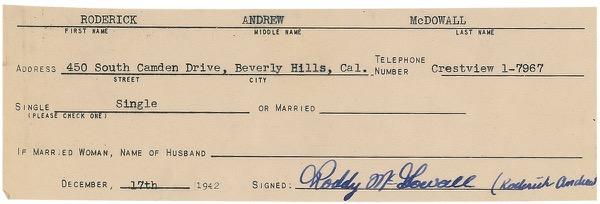 RODERICK ANDREW McDOWALL
FIRST NAME MIDDLE NAME LAST NAME
ADDRESS 450 South Camden Drive, Beverly Hills, Cal. TELEPHONE NUMBER Crestview 1-7967
STREET CITY
SINGLE Single OR MARRIED
(PLEASE CHECK ONE)
IF MARRIED WOMAN, NAME OF HUSBAND
DECEMBER, 17th 1942 SIGNED: Roddy McDowall (Roderick Andrew